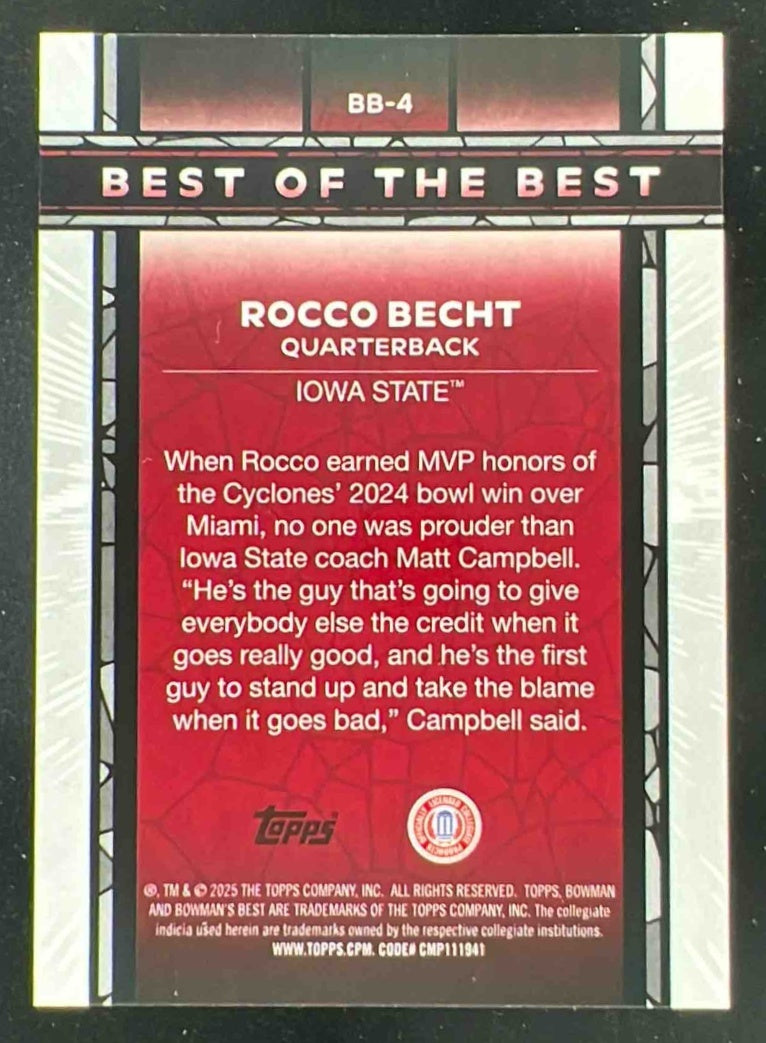 BB-4
BEST OF THE BEST
ROCCO BECHT
QUARTERBACK
IOWA STATE™
When Rocco earned MVP honors of
the Cyclones' 2024 bowl win over
Miami, no one was prouder than
Iowa State coach Matt Campbell.
“He's the guy that's going to give
everybody else the credit when it
goes really good, and he's the first
guy to stand up and take the blame
when it goes bad,” Campbell said.
topps
OFFICIALLY LICENSED COLLEGIATE PRODUCTS
®, TM & © 2025 THE TOPPS COMPANY, INC. ALL RIGHTS RESERVED. TOPPS, BOWMAN
AND BOWMAN'S BEST ARE TRADEMARKS OF THE TOPPS COMPANY, INC. The collegiate
indicia used herein are trademarks owned by the respective collegiate institutions.
WWW.TOPPS.CPM. CODE# CMP111941